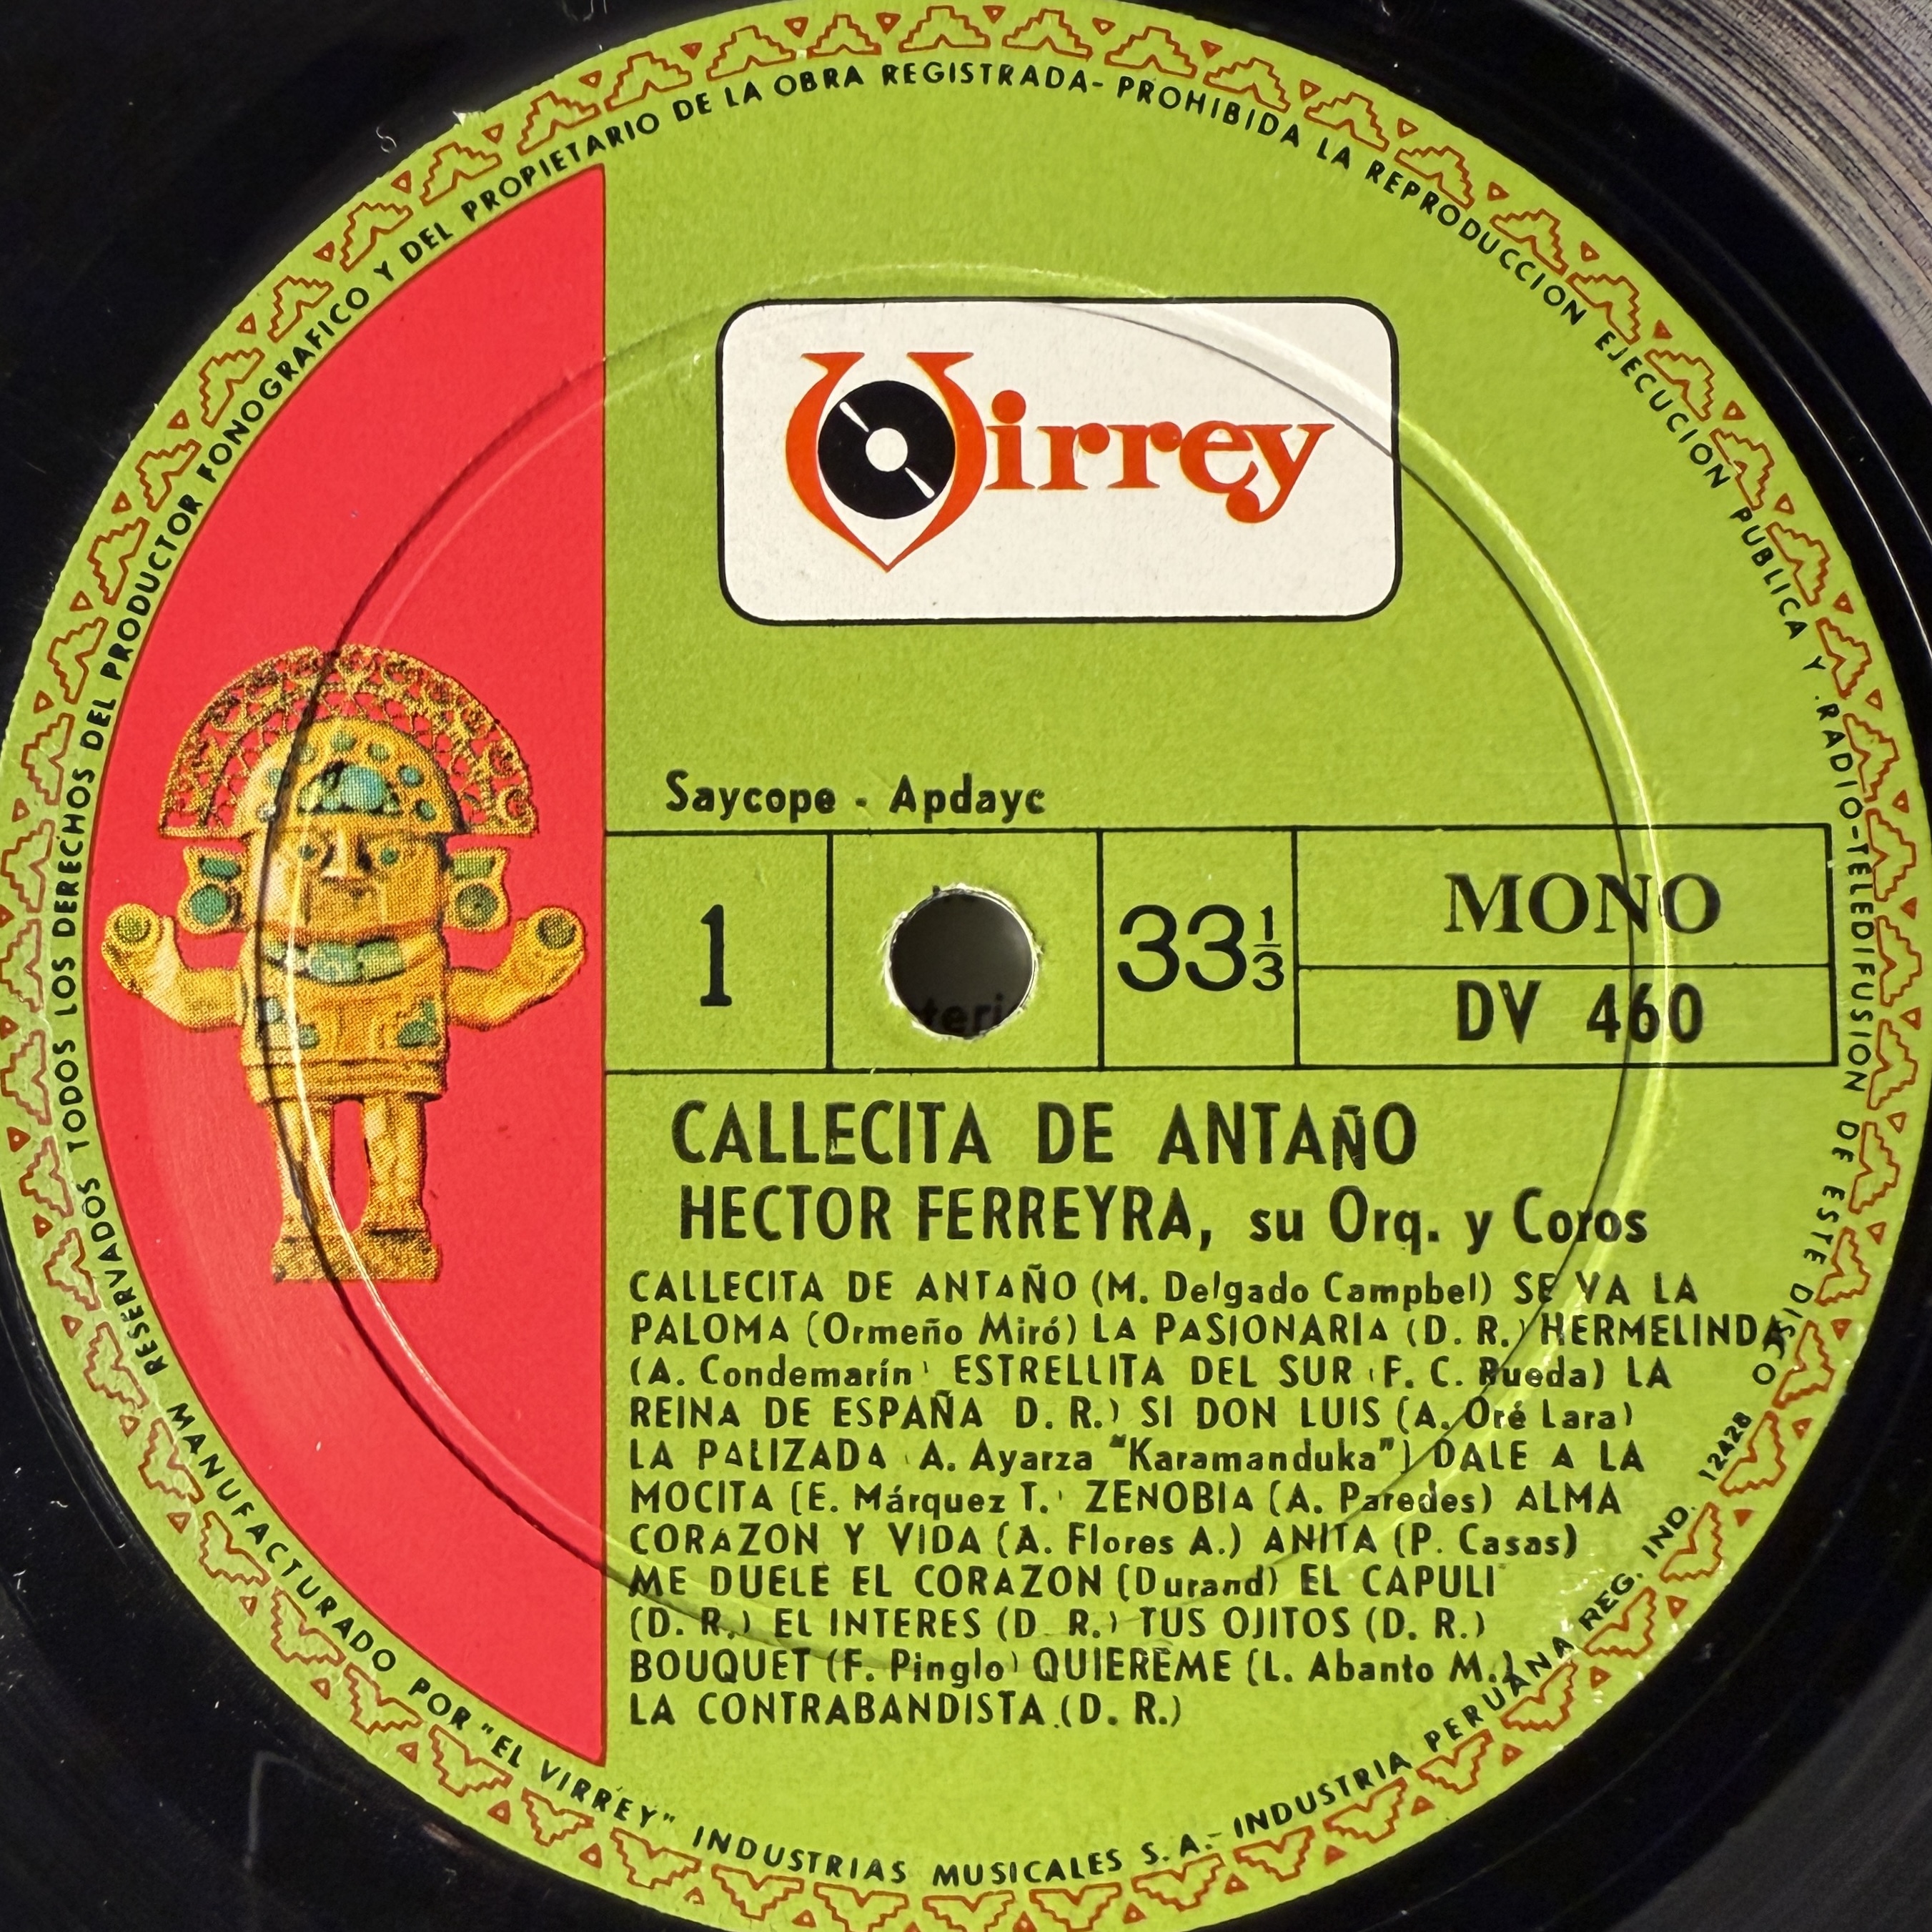 RESERVADOS TODOS LOS DERECHOS DEL PRODUCTOR FONOGRAFICO Y DEL PROPIETARIO DE LA OBRA REGISTRADA- PROHIBIDA LA REPRODUCCION EJECUCION PUBLICA Y RADIO-TELEDIFUSION DE ESTE DISCO
Virrey
Saycope - Apdayc
1
33 1/3
MONO
DV 460
CALLECITA DE ANTAÑO
HECTOR FERREYRA, su Orq. y Coros
CALLECITA DE ANTAÑO (M. Delgado Campbel) SE VA LA
PALOMA (Ormeño Miró) LA PASIONARIA (D. R.) HERMELINDA
(A. Condemarín) ESTRELLITA DEL SUR (F. C. Rueda) LA
REINA DE ESPAÑA D. R.) SI DON LUIS (A. Oré Lara)
LA PALIZADA (A. Ayarza "Karamanduka") DALE A LA
MOCITA (E. Márquez T.) ZENOBIA (A. Paredes) ALMA
CORAZON Y VIDA (A. Flores A.) ANITA (P. Casas)
ME DUELE EL CORAZON (Durand) EL CAPULI
(D. R.) EL INTERES (D. R.) TUS OJITOS (D. R.)
BOUQUET (F. Pinglo) QUIEREME (L. Abanto M.)
LA CONTRABANDISTA (D. R.)
MANUFACTURADO POR "EL VIRREY" INDUSTRIAS MUSICALES S.A.- INDUSTRIA PERUANA REG. IND. 12428